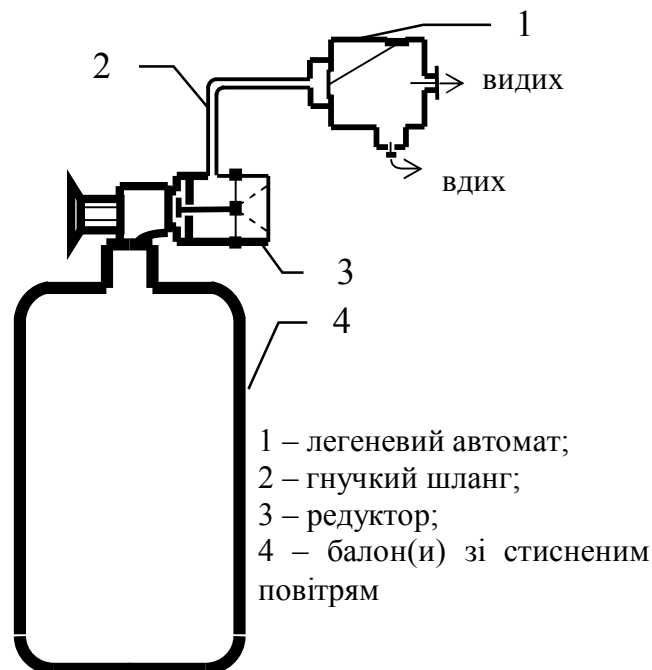 1
2
видих
вдих
3
4
1 – легеневий автомат;
2 – гнучкий шланг;
3 – редуктор;
4 – балон(и) зі стисненим
повітрям